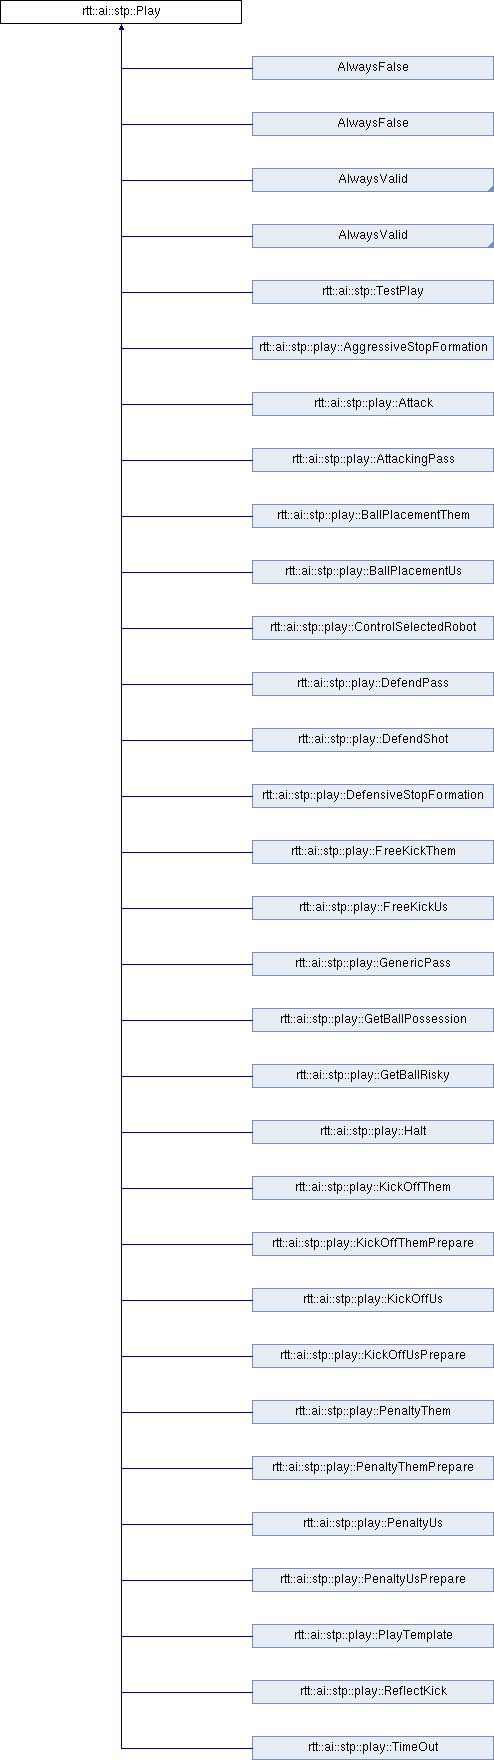 rtt::ai::stp::Play
AlwaysFalse
AlwaysFalse
AlwaysValid
AlwaysValid
rtt::ai::stp::TestPlay
rtt::ai::stp::play::AggressiveStopFormation
rtt::ai::stp::play::Attack
rtt::ai::stp::play::AttackingPass
rtt::ai::stp::play::BallPlacementThem
rtt::ai::stp::play::BallPlacementUs
rtt::ai::stp::play::ControlSelectedRobot
rtt::ai::stp::play::DefendPass
rtt::ai::stp::play::DefendShot
rtt::ai::stp::play::DefensiveStopFormation
rtt::ai::stp::play::FreeKickThem
rtt::ai::stp::play::FreeKickUs
rtt::ai::stp::play::GenericPass
rtt::ai::stp::play::GetBallPossession
rtt::ai::stp::play::GetBallRisky
rtt::ai::stp::play::Halt
rtt::ai::stp::play::KickOffThem
rtt::ai::stp::play::KickOffThemPrepare
rtt::ai::stp::play::KickOffUs
rtt::ai::stp::play::KickOffUsPrepare
rtt::ai::stp::play::PenaltyThem
rtt::ai::stp::play::PenaltyThemPrepare
rtt::ai::stp::play::PenaltyUs
rtt::ai::stp::play::PenaltyUsPrepare
rtt::ai::stp::play::PlayTemplate
rtt::ai::stp::play::ReflectKick
rtt::ai::stp::play::TimeOut